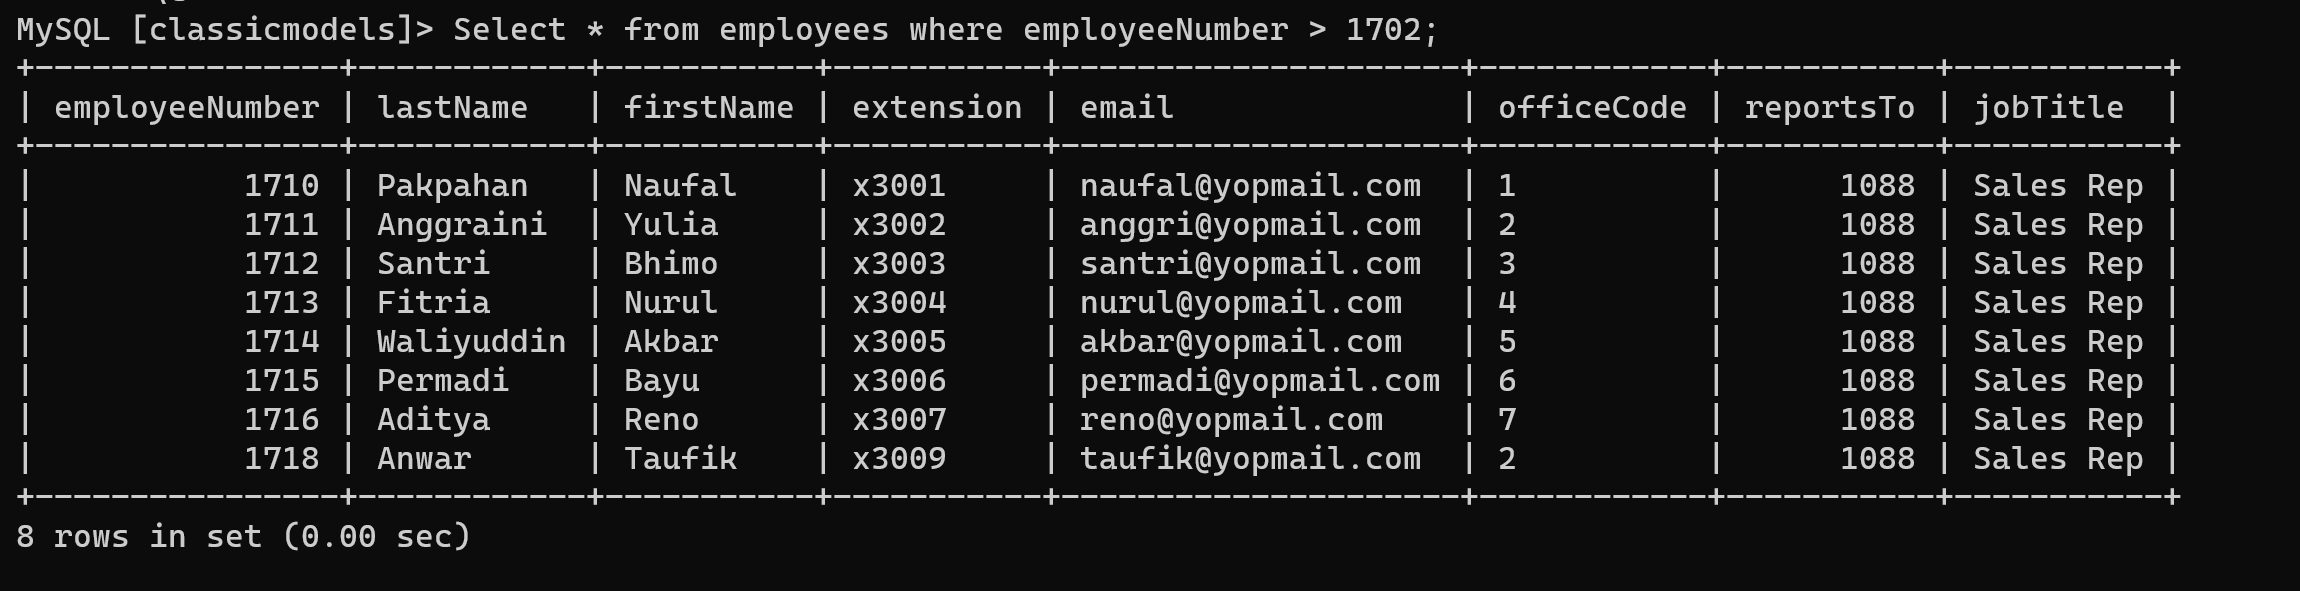 MySQL [classicmodels]> Select * from employees where employeeNumber > 1702;
+----------------+------------+-----------+-----------+---------------------+------------+-----------+-----------+
| employeeNumber | lastName   | firstName | extension | email               | officeCode | reportsTo | jobTitle  |
+----------------+------------+-----------+-----------+---------------------+------------+-----------+-----------+
|           1710 | Pakpahan   | Naufal    | x3001     | naufal@yopmail.com  | 1          |      1088 | Sales Rep |
|           1711 | Anggraini  | Yulia     | x3002     | anggri@yopmail.com  | 2          |      1088 | Sales Rep |
|           1712 | Santri     | Bhimo     | x3003     | santri@yopmail.com  | 3          |      1088 | Sales Rep |
|           1713 | Fitria     | Nurul     | x3004     | nurul@yopmail.com   | 4          |      1088 | Sales Rep |
|           1714 | Waliyuddin | Akbar     | x3005     | akbar@yopmail.com   | 5          |      1088 | Sales Rep |
|           1715 | Permadi    | Bayu      | x3006     | permadi@yopmail.com | 6          |      1088 | Sales Rep |
|           1716 | Aditya     | Reno      | x3007     | reno@yopmail.com    | 7          |      1088 | Sales Rep |
|           1718 | Anwar      | Taufik    | x3009     | taufik@yopmail.com  | 2          |      1088 | Sales Rep |
+----------------+------------+-----------+-----------+---------------------+------------+-----------+-----------+
8 rows in set (0.00 sec)